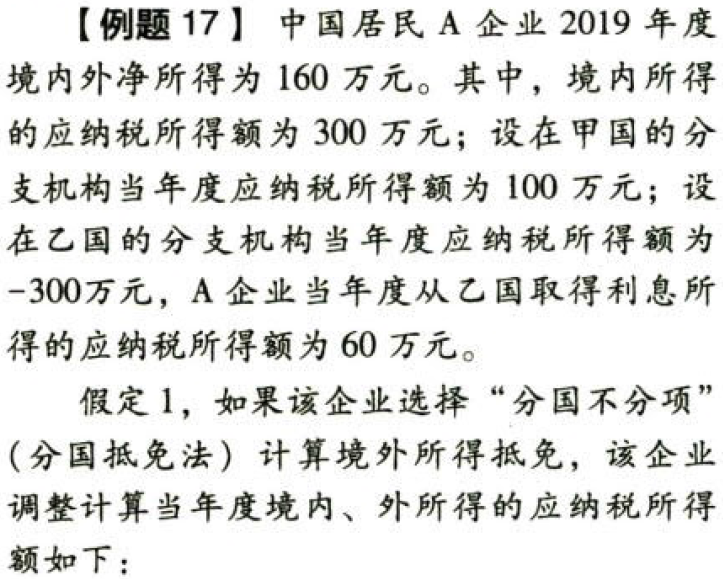 【例题 17】 中国居民 A 企业 2019 年度
境内外净所得为 160 万元。其中，境内所得
的应纳税所得额为 300 万元；设在甲国的分
支机构当年度应纳税所得额为 100 万元；设
在乙国的分支机构当年度应纳税所得额为
-300万元，A 企业当年度从乙国取得利息所
得的应纳税所得额为 60 万元。
假定 1，如果该企业选择“分国不分项”
(分国抵免法) 计算境外所得抵免，该企业
调整计算当年度境内、外所得的应纳税所得
额如下：